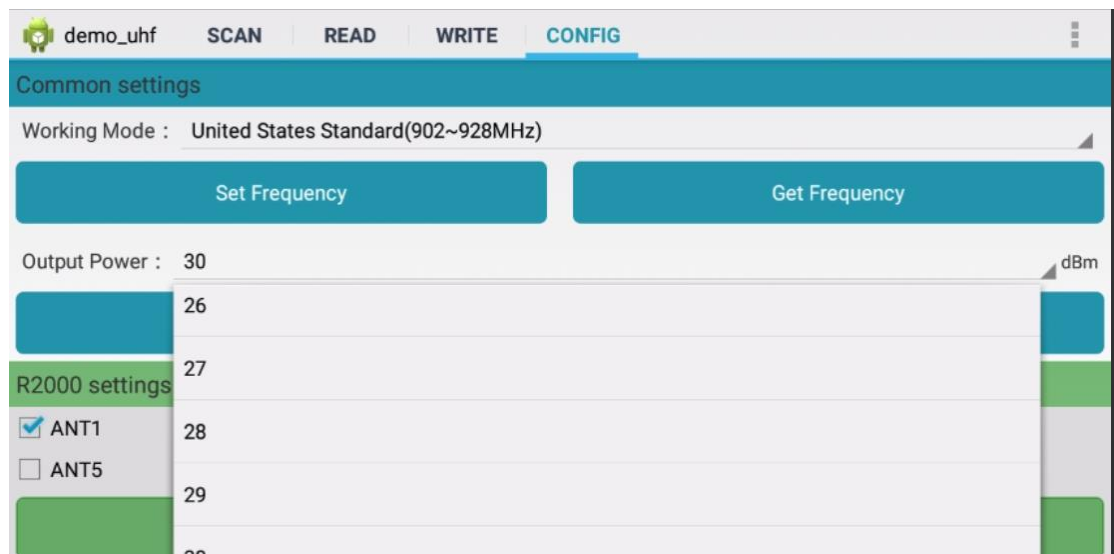 demo_uhf SCAN READ WRITE CONFIG
Common settings
Working Mode : United States Standard(902~928MHz)
Set Frequency Get Frequency
Output Power : 30 dBm
26
27
R2000 settings
ANT1
28
ANT5
29